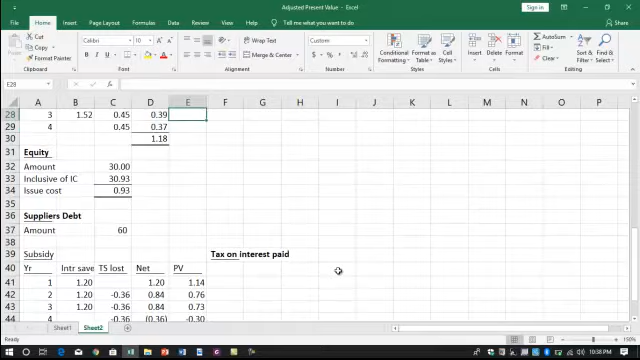 Adjusted Present Value - Excel
Sign in
File Home Insert Page Layout Formulas Data Review View Help Tell me what you want to do
Share
Cut
Copy
Paste
Format Painter
Calibri 10
Wrap Text
Merge & Center
Custom
Conditional Formatting
Format as Table
Cell Styles
Insert Delete Format
AutoSum
Fill
Clear
Sort & Filter
Find & Select
Clipboard Font Alignment Number Styles Cells Editing
E28 fx
A B C D E F G H I J K L M N O P
28 3 1.52 0.45 0.39
29 4 0.45 0.37
30 1.18
31 Equity
32 Amount 30.00
33 Inclusive of IC 30.93
34 Issue cost 0.93
35
36 Suppliers Debt
37 Amount 60
38
39 Subsidy Tax on interest paid
40 Yr Intr save TS lost Net PV
41 1 1.20 1.20 1.14
42 2 1.20 -0.36 0.84 0.76
43 3 1.20 -0.36 0.84 0.73
44 4 -0.36 (0.36) -0.30
Sheet1 Sheet2
150%
10:38 PM